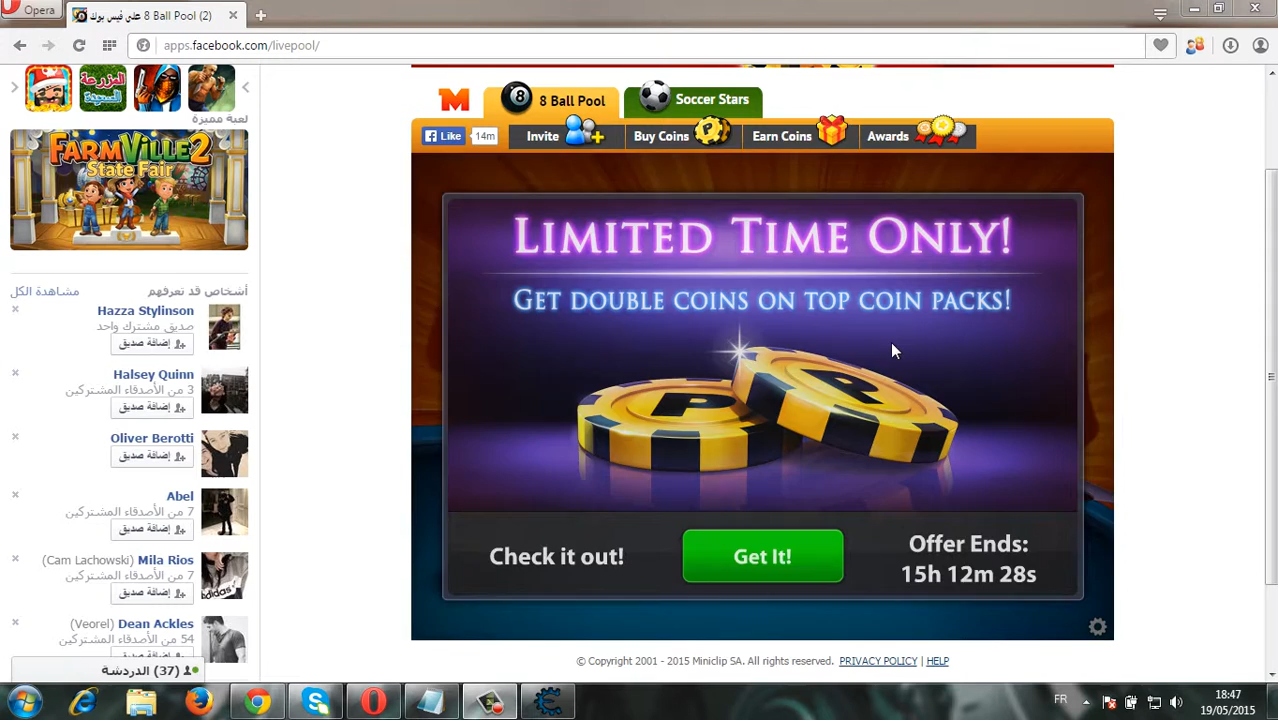 Opera
8 Ball Pool (2) على فيس بوك
apps.facebook.com/livepool/
المزرعة السعيدة
لعبة مميزة
FARMVILLE 2
State Fair
أشخاص قد تعرفهم
مشاهدة الكل
Hazza Stylinson
صديق مشترك واحد
إضافة صديق
Halsey Quinn
3 من الأصدقاء المشتركين
إضافة صديق
Oliver Berotti
إضافة صديق
Abel
7 من الأصدقاء المشتركين
إضافة صديق
Mila Rios (Cam Lachowski)
7 من الأصدقاء المشتركين
إضافة صديق
Dean Ackles (Veorel)
54 من الأصدقاء المشتركين
الدردشة (37)
M
8
8 Ball Pool
Soccer Stars
Like 14m
Invite
Buy Coins
P
Earn Coins
Awards
LIMITED TIME ONLY!
GET DOUBLE COINS ON TOP COIN PACKS!
P
P
Check it out!
Get It!
Offer Ends:
15h 12m 28s
© Copyright 2001 - 2015 Miniclip SA. All rights reserved. PRIVACY POLICY | HELP
adidas
FR
18:47
19/05/2015